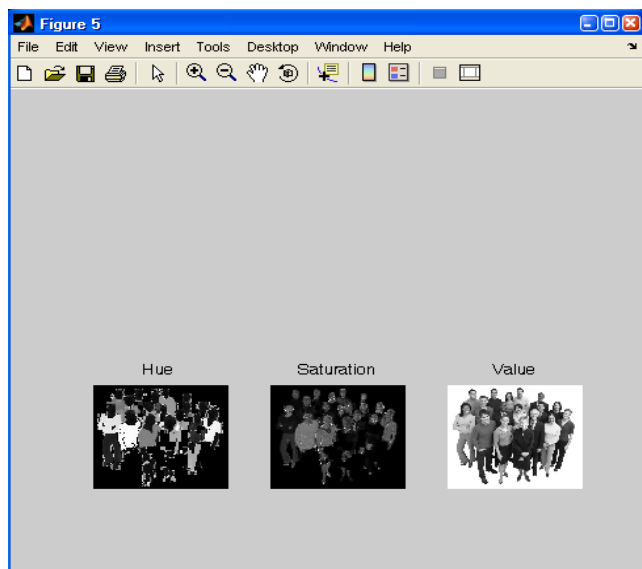 Figure 5
File Edit View Insert Tools Desktop Window Help
Hue Saturation Value